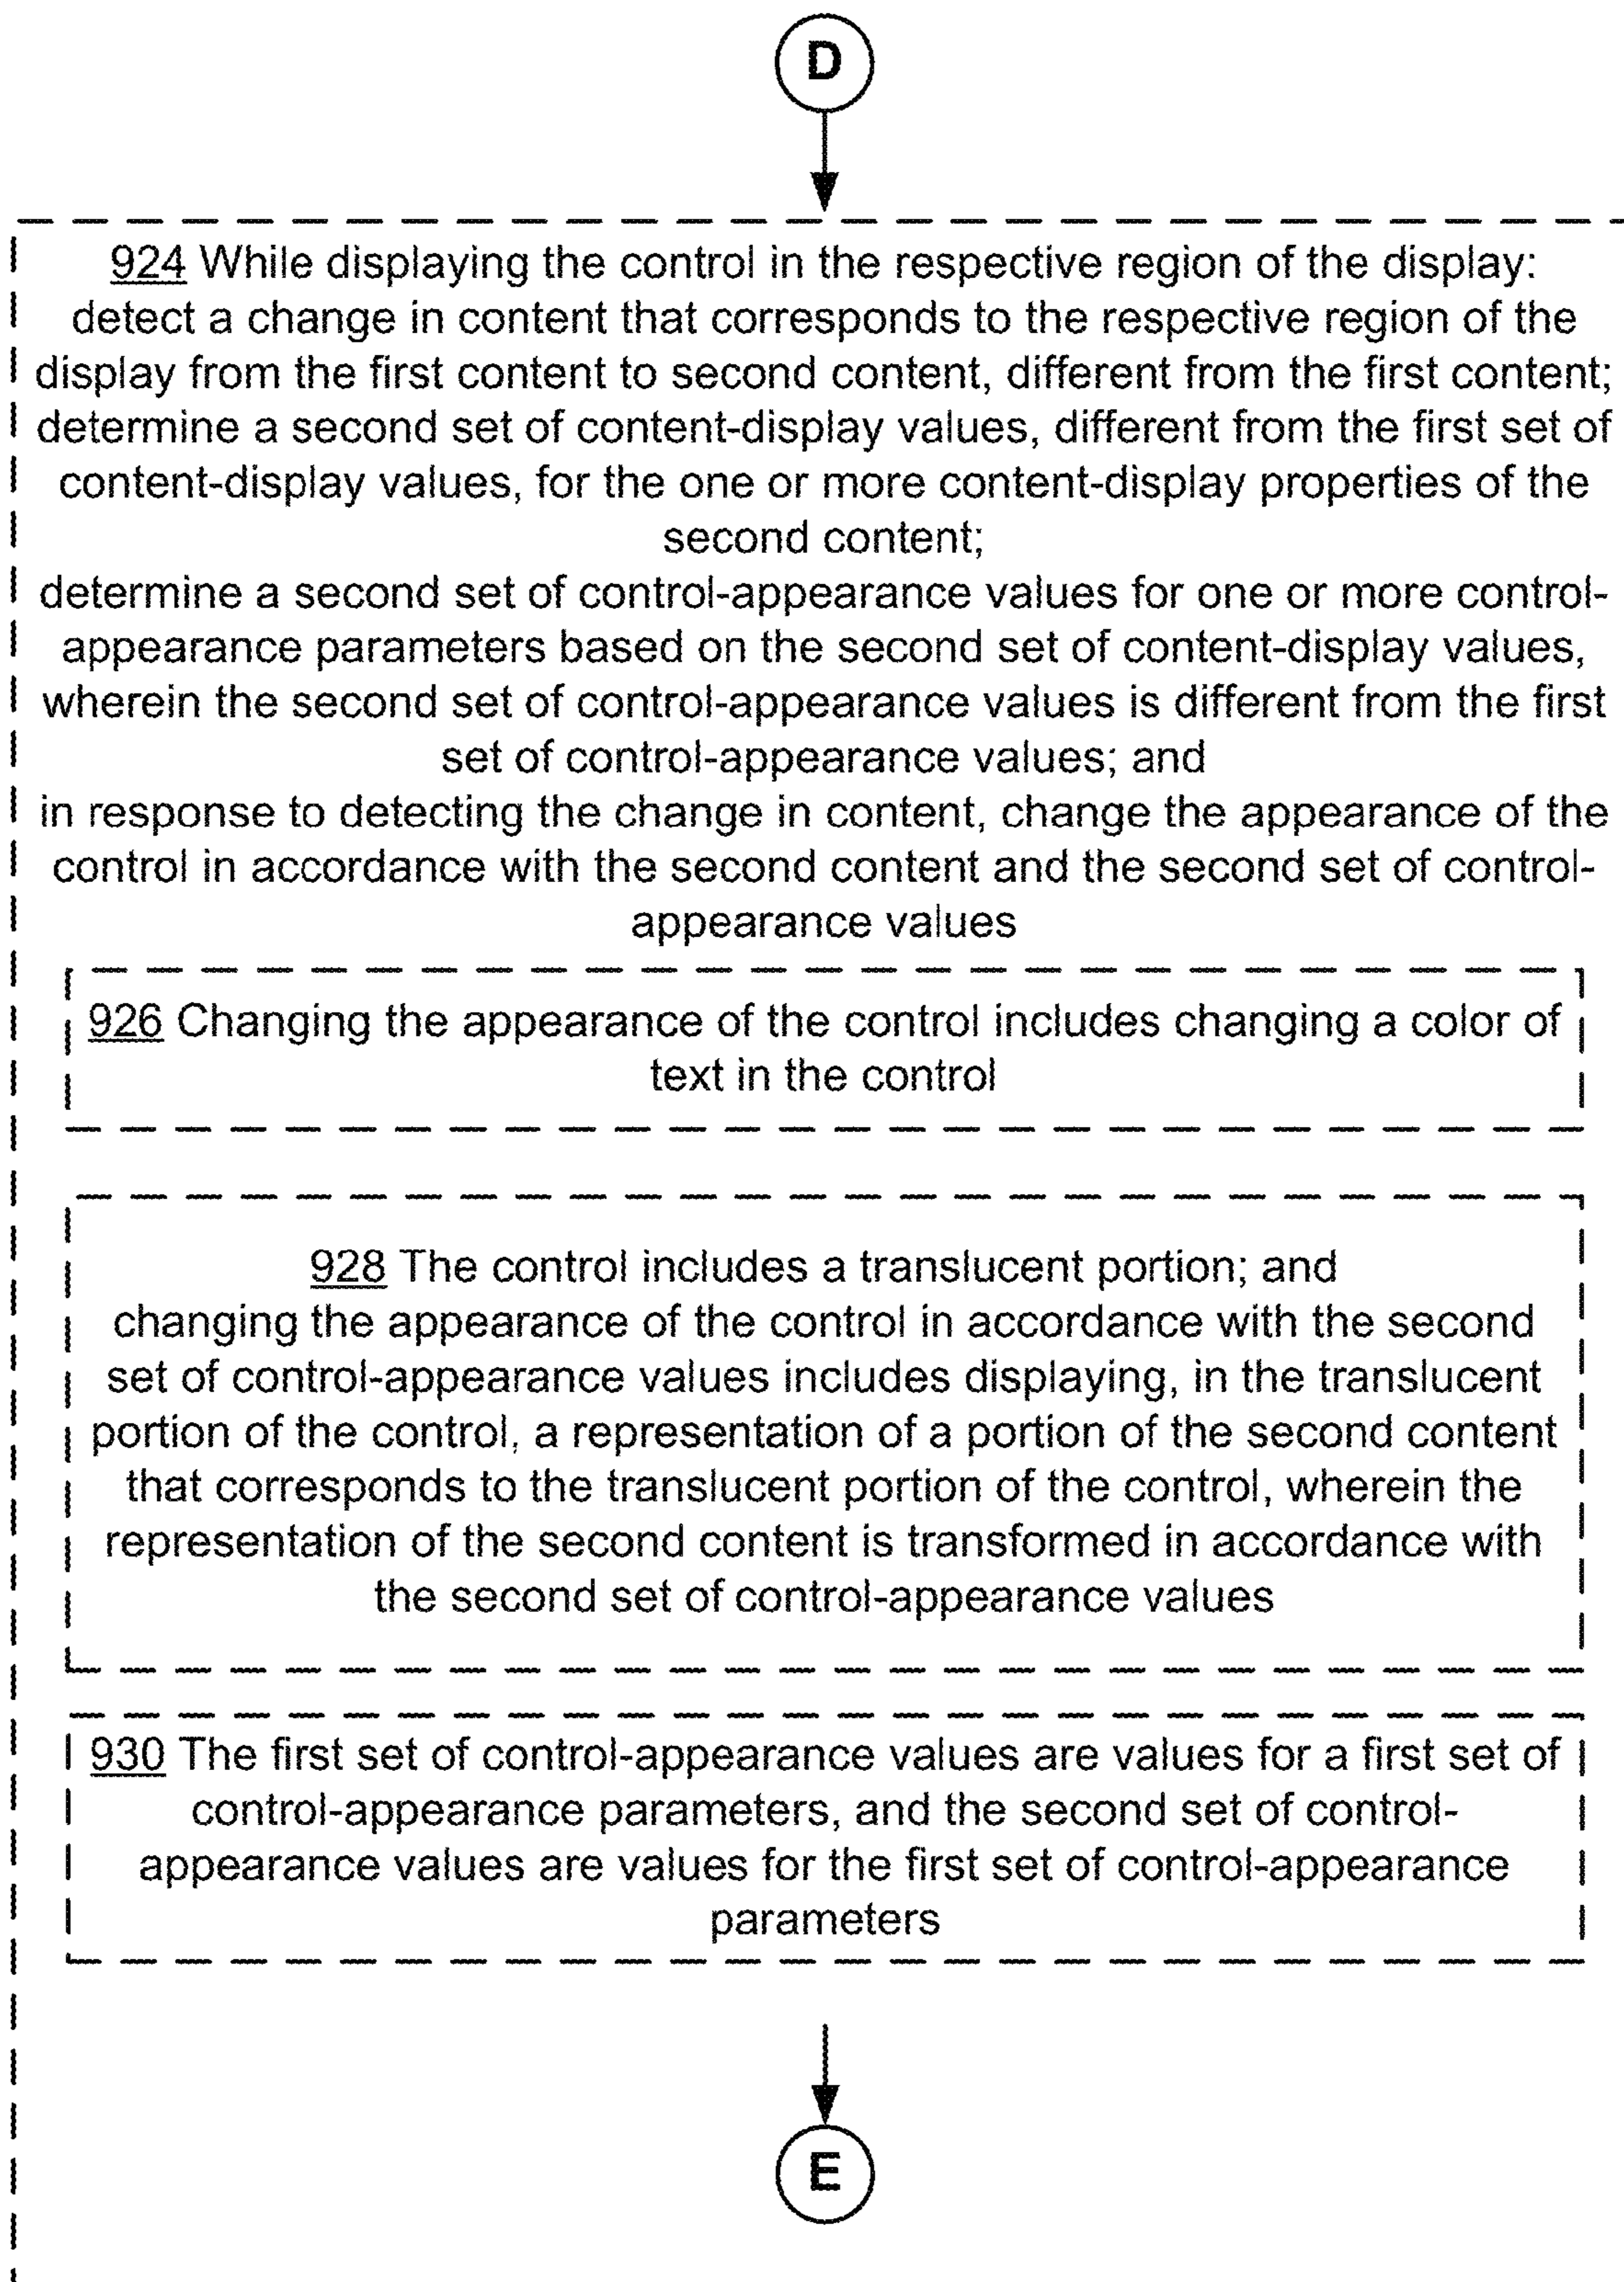 D
924 While displaying the control in the respective region of the display:
detect a change in content that corresponds to the respective region of the
display from the first content to second content, different from the first content;
determine a second set of content-display values, different from the first set of
content-display values, for the one or more content-display properties of the
second content;
determine a second set of control-appearance values for one or more control-
appearance parameters based on the second set of content-display values,
wherein the second set of control-appearance values is different from the first
set of control-appearance values; and
in response to detecting the change in content, change the appearance of the
control in accordance with the second content and the second set of control-
appearance values
926 Changing the appearance of the control includes changing a color of
text in the control
928 The control includes a translucent portion; and
changing the appearance of the control in accordance with the second
set of control-appearance values includes displaying, in the translucent
portion of the control, a representation of a portion of the second content
that corresponds to the translucent portion of the control, wherein the
representation of the second content is transformed in accordance with
the second set of control-appearance values
930 The first set of control-appearance values are values for a first set of
control-appearance parameters, and the second set of control-
appearance values are values for the first set of control-appearance
parameters
E